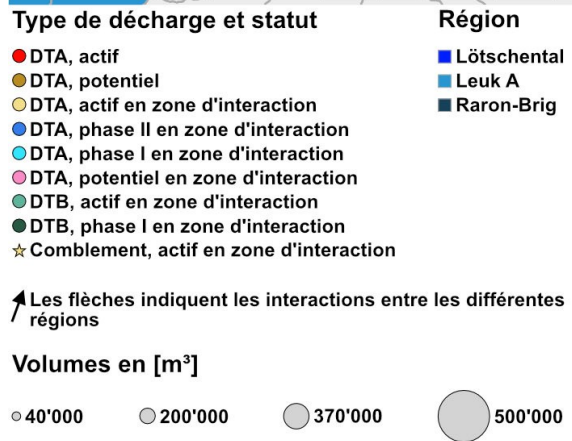 Type de décharge et statut
DTA, actif
DTA, potentiel
DTA, actif en zone d'interaction
DTA, phase II en zone d'interaction
DTA, phase I en zone d'interaction
DTA, potentiel en zone d'interaction
DTB, actif en zone d'interaction
DTB, phase I en zone d'interaction
Comblement, actif en zone d'interaction
Région
Lötschental
Leuk A
Raron-Brig
Les flèches indiquent les interactions entre les différentes
régions
Volumes en [m³]
40'000 200'000 370'000 500'000